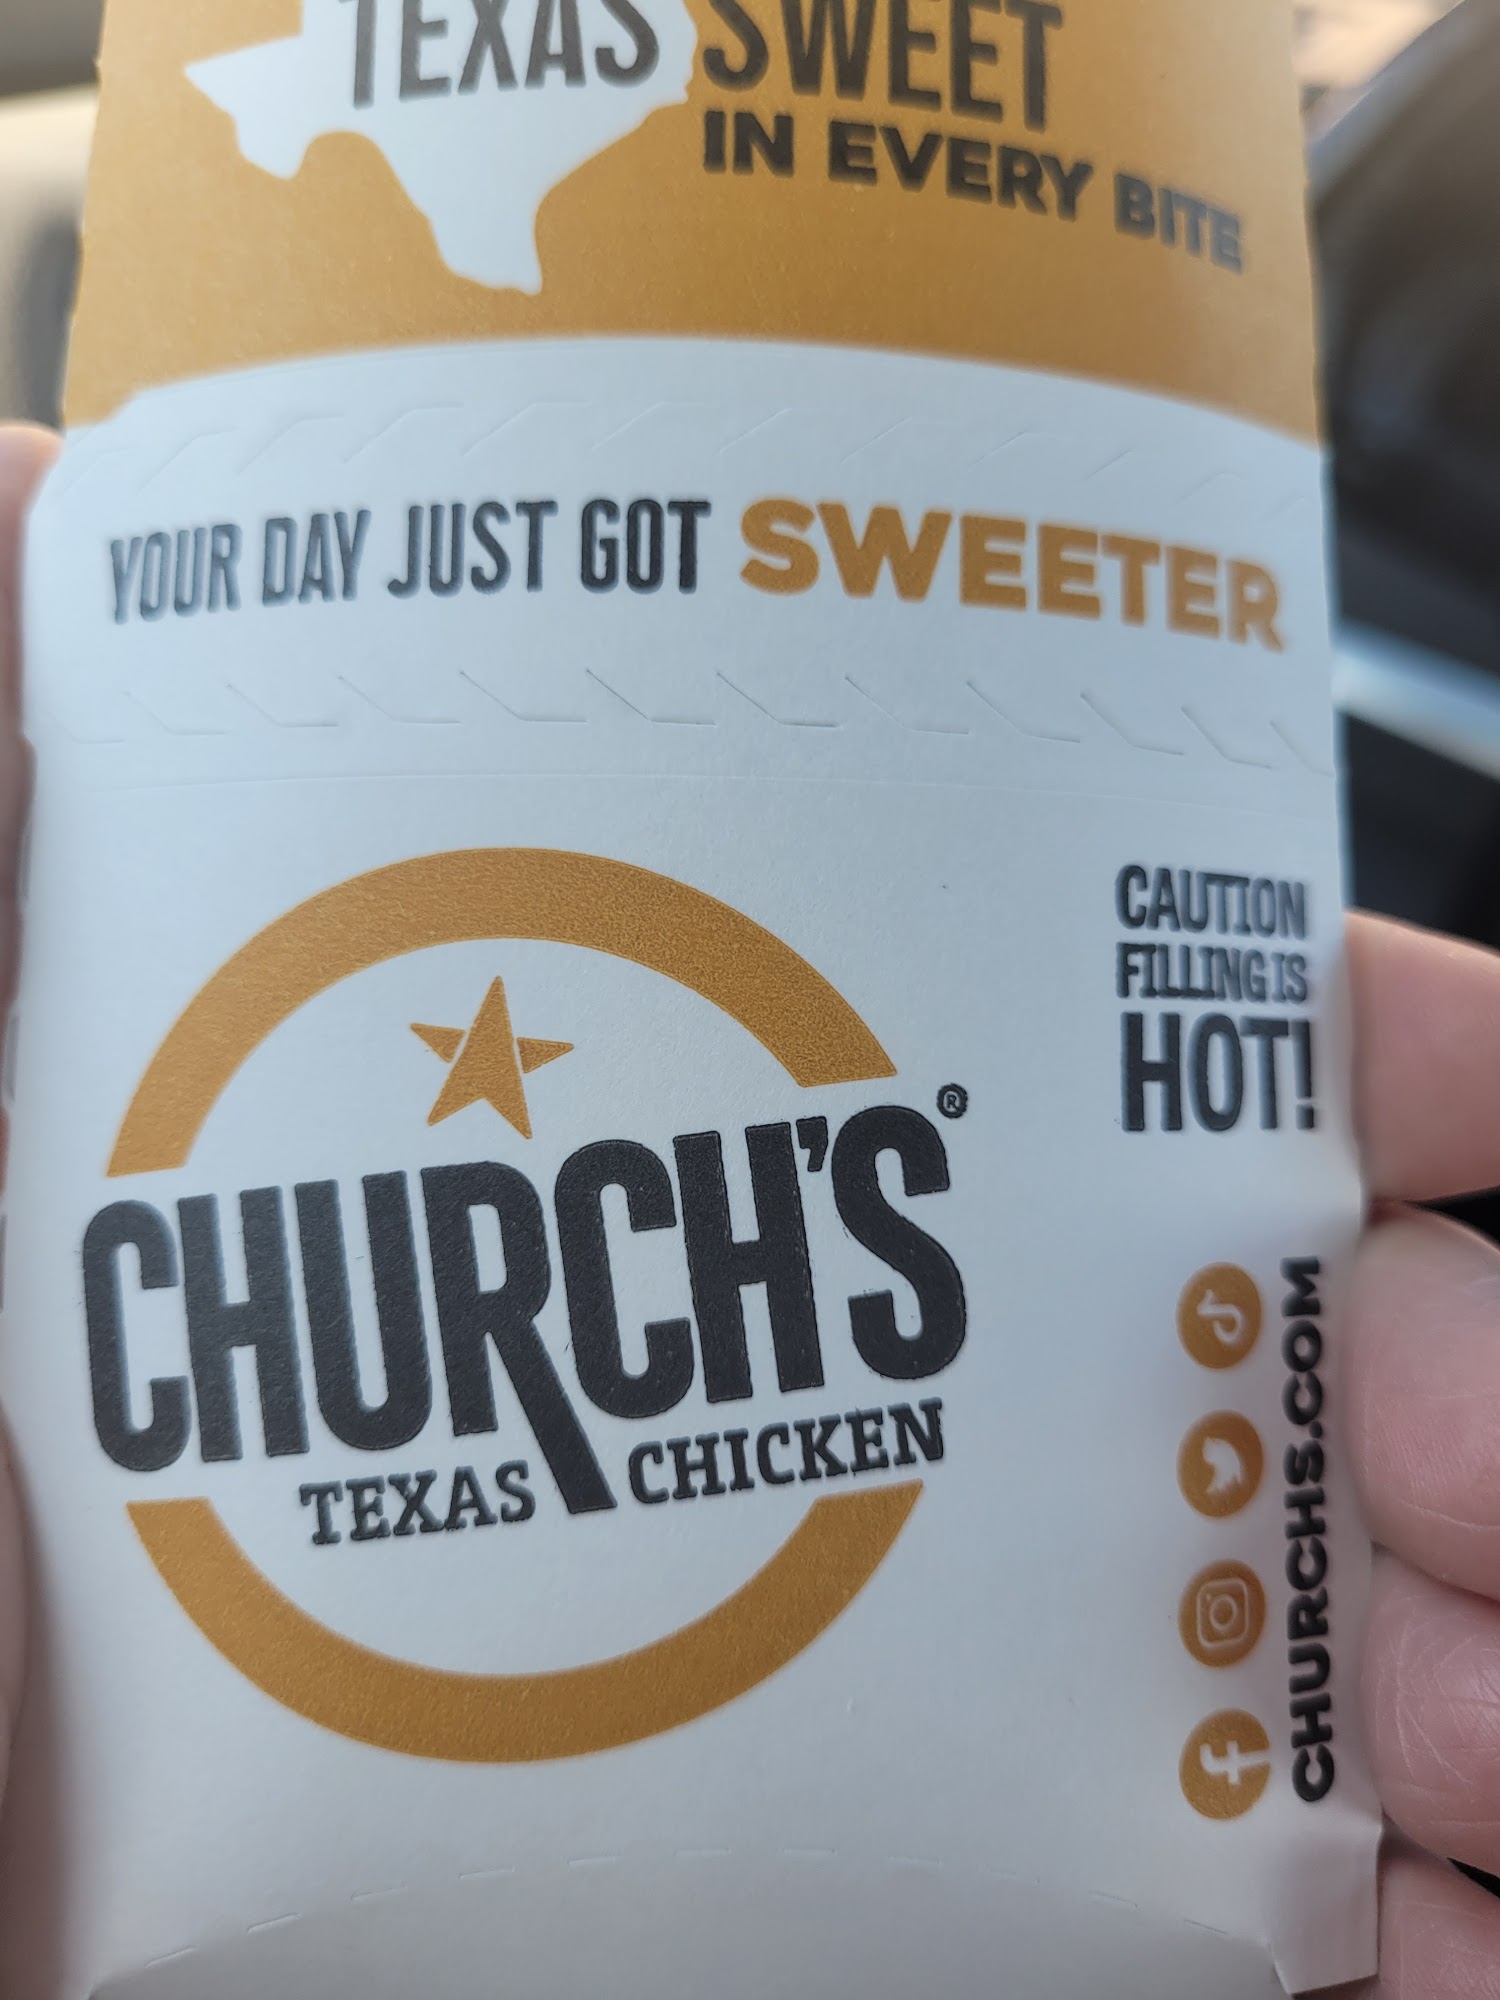 TEXAS SWEET
IN EVERY BITE
YOUR DAY JUST GOT SWEETER
CAUTION
FILLING IS
HOT!
CHURCH'S®
TEXAS CHICKEN
CHURCHS.COM